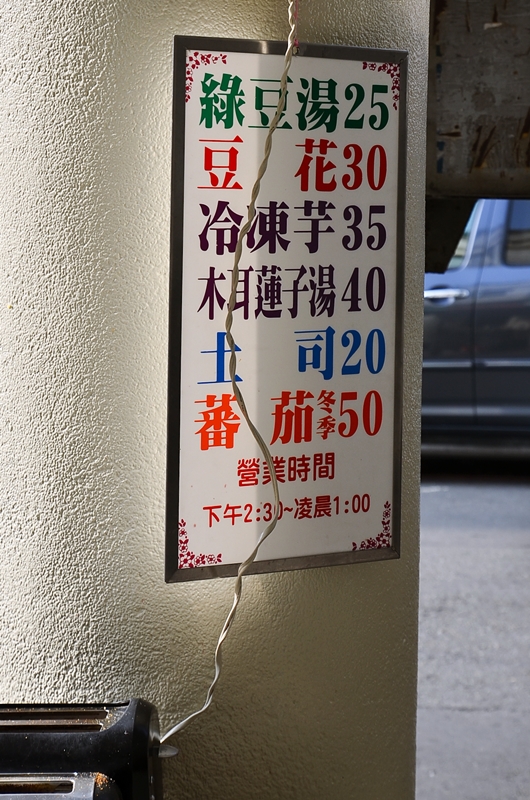 綠豆湯25
豆花30
冷凍芋35
木耳蓮子湯40
土司20
蕃茄冬季50
營業時間
下午2:30~凌晨1:00